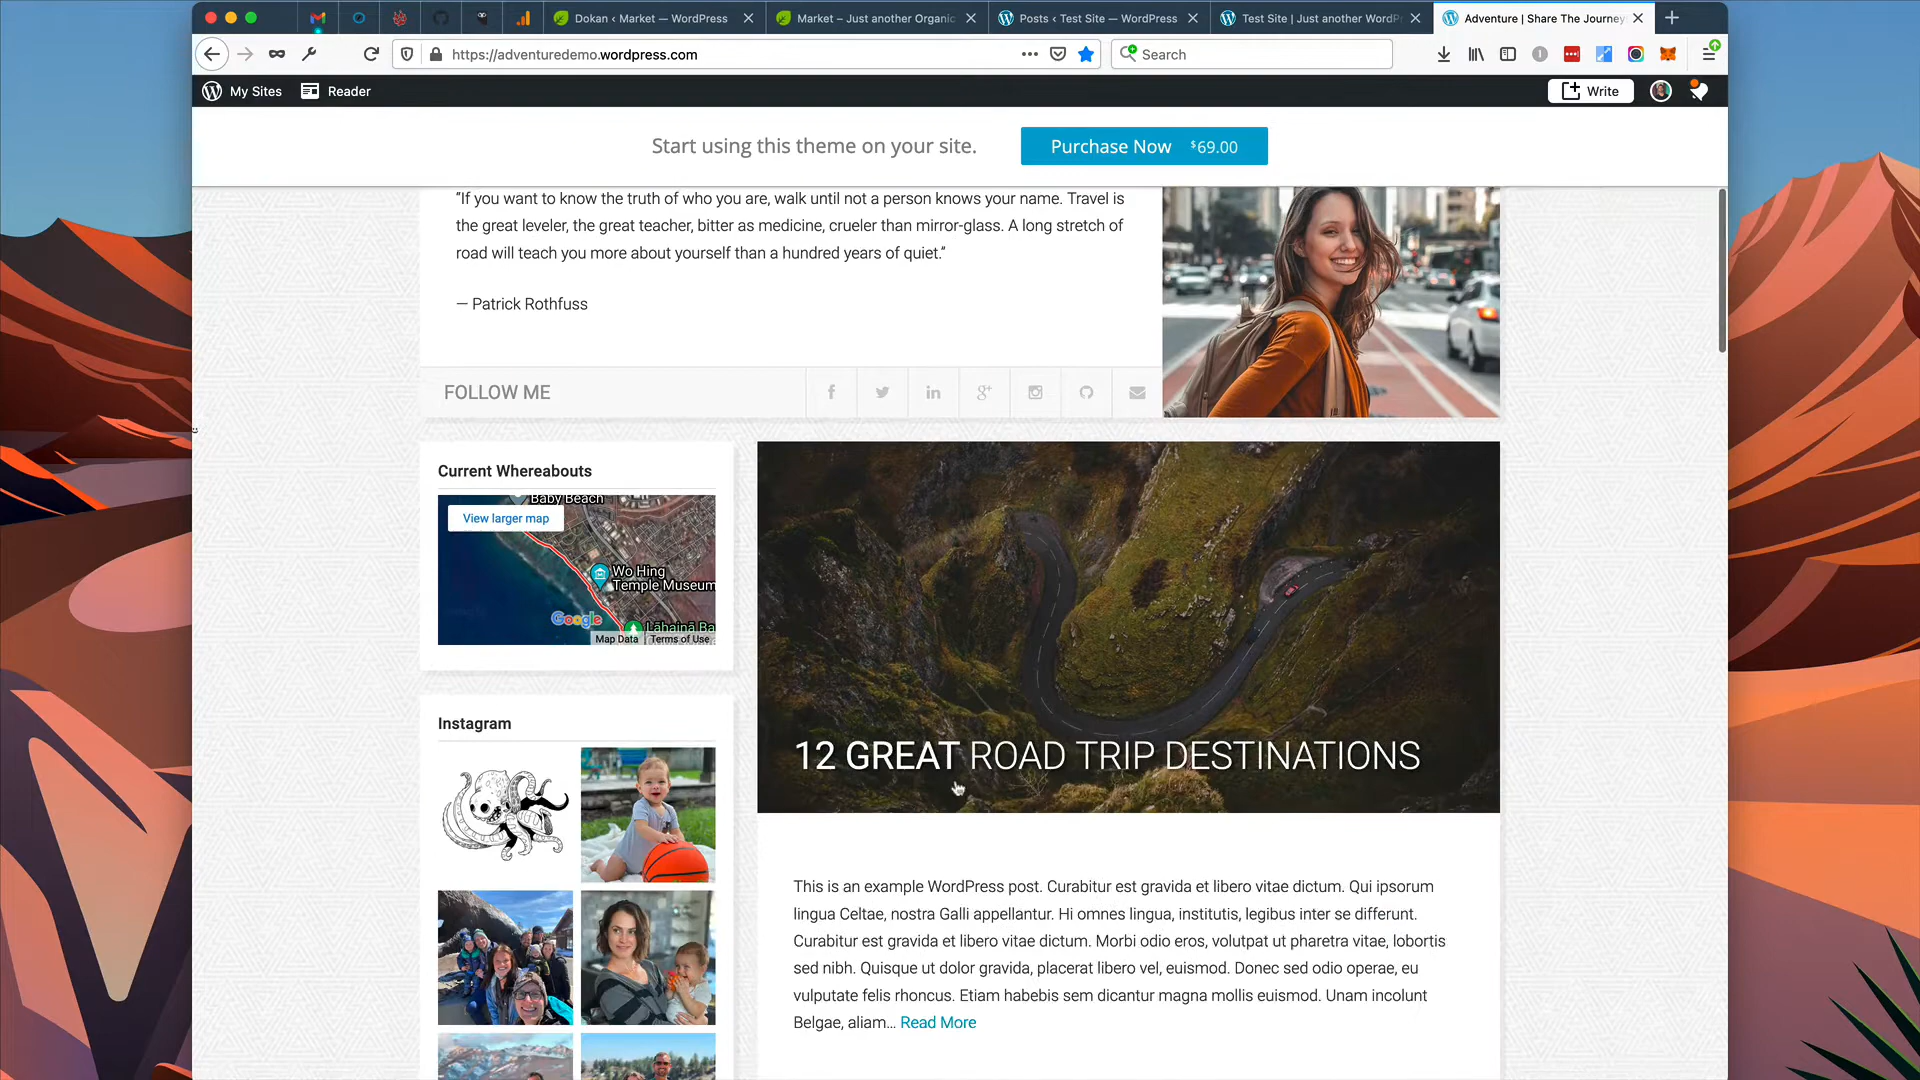 Dokan ‹ Market — WordPress
Market – Just another Organic
Posts ‹ Test Site — WordPress
Test Site | Just another WordP
Adventure | Share The Journey
https://adventuredemo.wordpress.com
Search
My Sites
Reader
Write
Start using this theme on your site.
Purchase Now $69.00
“If you want to know the truth of who you are, walk until not a person knows your name. Travel is
the great leveler, the great teacher, bitter as medicine, crueler than mirror-glass. A long stretch of
road will teach you more about yourself than a hundred years of quiet.”
— Patrick Rothfuss
FOLLOW ME
Current Whereabouts
Baby Beach
View larger map
Wo Hing
Temple Museum
Google
Lāhainā Ba
Map Data
Terms of Use
Instagram
12 GREAT ROAD TRIP DESTINATIONS
This is an example WordPress post. Curabitur est gravida et libero vitae dictum. Qui ipsorum
lingua Celtae, nostra Galli appellantur. Hi omnes lingua, institutis, legibus inter se differunt.
Curabitur est gravida et libero vitae dictum. Morbi odio eros, volutpat ut pharetra vitae, lobortis
sed nibh. Quisque ut dolor gravida, placerat libero vel, euismod. Donec sed odio operae, eu
vulputate felis rhoncus. Etiam habebis sem dicantur magna mollis euismod. Unam incolunt
Belgae, aliam... Read More